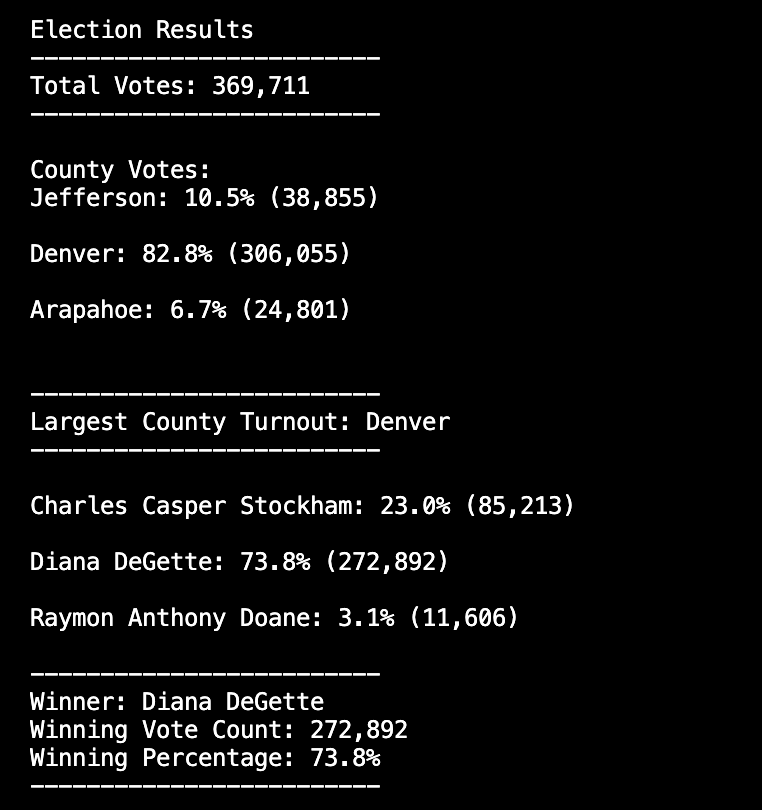 Election Results
-------------------------
Total Votes: 369,711
-------------------------
County Votes:
Jefferson: 10.5% (38,855)
Denver: 82.8% (306,055)
Arapahoe: 6.7% (24,801)
-------------------------
Largest County Turnout: Denver
-------------------------
Charles Casper Stockham: 23.0% (85,213)
Diana DeGette: 73.8% (272,892)
Raymon Anthony Doane: 3.1% (11,606)
-------------------------
Winner: Diana DeGette
Winning Vote Count: 272,892
Winning Percentage: 73.8%
-------------------------